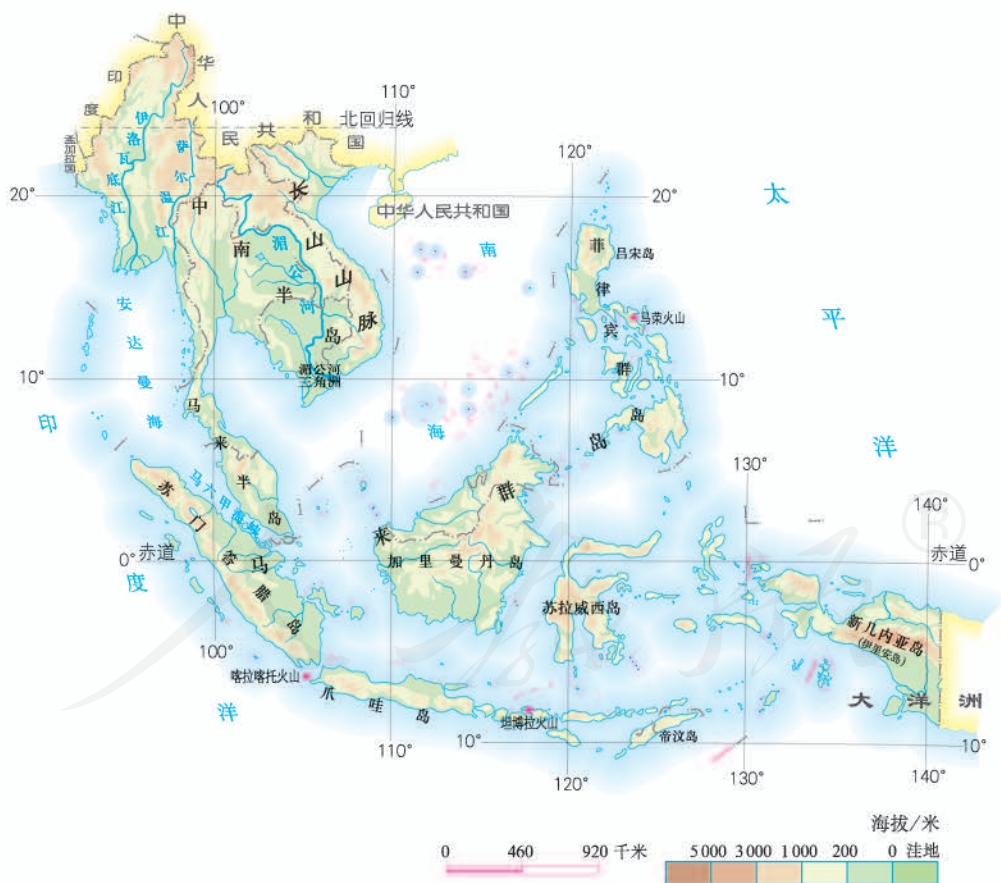 中华人民共和国
印度
孟加拉国
100°
110°
北回归线
120°
20°
20°
中华人民共和国
伊洛瓦底江
萨尔温江
中南半岛
长山山脉
湄公河
湄公河
三角洲
南海
太平洋
菲律宾群岛
吕宋岛
马荣火山
安达曼海
10°
10°
印度洋
马来半岛
马六甲海峡
苏门答腊岛
马来群岛
130°
140°
0°
赤道
赤道
0°
加里曼丹岛
苏拉威西岛
新几内亚岛
(伊里安岛)
大洋洲
100°
喀拉喀托火山
爪哇岛
坦博拉火山
帝汶岛
110°
10°
10°
120°
130°
140°
海拔/米
0 460 920 千米
5 000 3 000 1 000 200 0 洼地
®